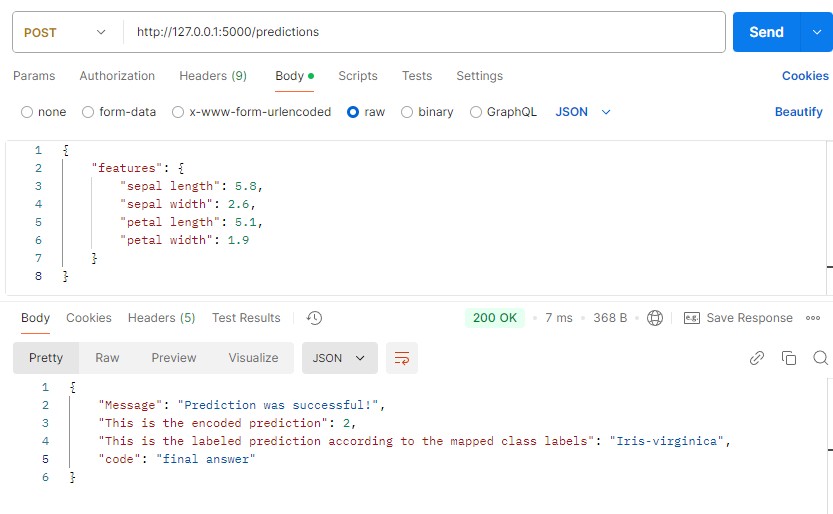 POST http://127.0.0.1:5000/predictions Send
Params Authorization Headers (9) Body Scripts Tests Settings Cookies
none form-data x-www-form-urlencoded raw binary GraphQL JSON Beautify
1 {
2 "features": {
3 "sepal length": 5.8,
4 "sepal width": 2.6,
5 "petal length": 5.1,
6 "petal width": 1.9
7 }
8 }
Body Cookies Headers (5) Test Results 200 OK 7 ms 368 B e.g. Save Response
Pretty Raw Preview Visualize JSON
1 {
2 "Message": "Prediction was successful!",
3 "This is the encoded prediction": 2,
4 "This is the labeled prediction according to the mapped class labels": "Iris-virginica",
5 "code": "final answer"
6 }